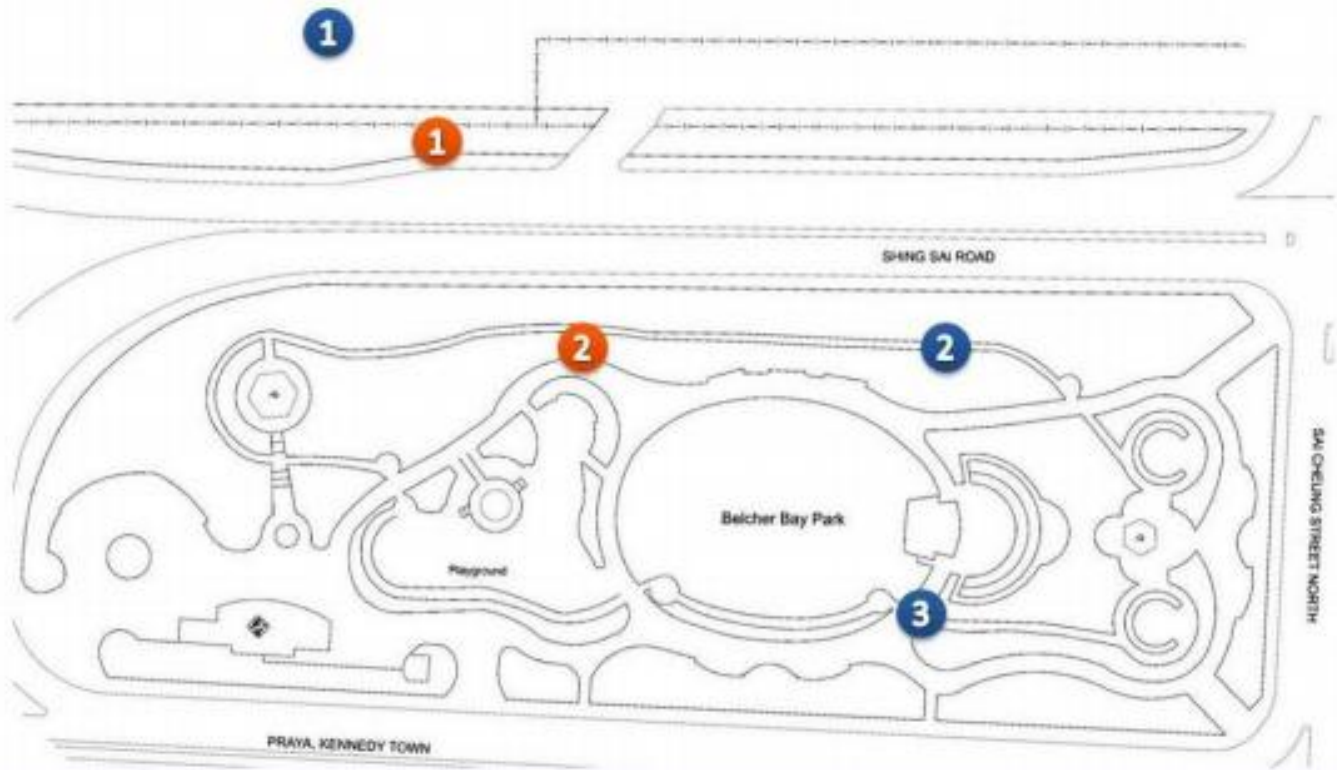 1
1
SHING SAI ROAD
2
2
SAI CHEUNG STREET NORTH
Belcher Bay Park
Playground
3
PRAYA, KENNEDY TOWN